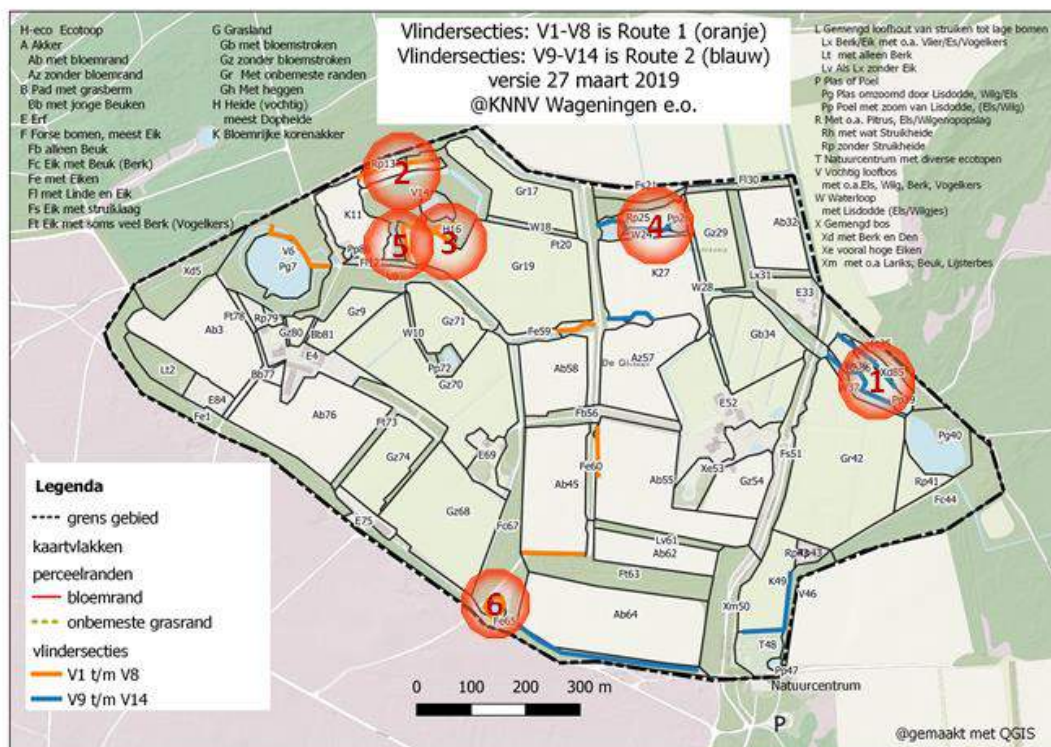 H-eco Ecotoop
A Akker
Ab met bloemrand
Az zonder bloemrand
B Pad met grasberm
Bb met jonge Beuken
E Erf
F Forse bomen, meest Eik
Fb alleen Beuk
Fc Eik met Beuk (Berk)
Fe met Eiken
Fl met Linde en Eik
Fs Eik met struiklaag
Ft Eik met soms veel Berk (Vogelkers)
G Grasland
Gb met bloemstroken
Gz zonder bloemstroken
Gr Met onbemeste randen
Gh Met heggen
H Heide (vochtig)
meest Dopheide
K Bloemrijke korenakker
Vlindersecties: V1-V8 is Route 1 (oranje)
Vlindersecties: V9-V14 is Route 2 (blauw)
versie 27 maart 2019
@KNNV Wageningen e.o.
L Gemengd loofhout van struiken tot lage bomen
Lx Berk/Eik met o.a. Vlier/Es/Vogelkers
Lt met alleen Berk
Lv Als Lx zonder Eik
P Plas of Poel
Pg Plas omzoomd door Lisdodde, Wilg/Els
Pp Poel met zoom van Lisdodde, (Els/Wilg)
R Met o.a. Pitrus, Els/Wilgenopopslag
Rh met wat Struikheide
Rp zonder Struikheide
T Natuurcentrum met diverse ecotopen
V Vochtig loofbos
met o.a.Els, Wilg, Berk, Vogelkers
W Waterloop
met Lisdodde (Els/Wilgjes)
X Gemengd bos
Xd met Berk en Den
Xe vooral hoge Eiken
Xm met o.a Lariks, Beuk, Lijsterbes
Rp13
2
V14
Gr17
Fs21
Fl30
K11
H16
W18
Ft20
Rp25
4
W24
Gz29
Ab32
5
3
V6
Pg7
Xd5
Gr19
K27
W28
Lx31
E33
Ft78
Rp79
Gz9
Gz71
W10
Fe59
Ab3
Gz80
Bb81
E4
Pp72
Gz70
Ab58
Az57
Gb34
1
Xd85
Lt2
Bb77
E84
Fe1
Ab76
Ft73
Fb56
E52
Pg40
Gz74
E69
Fe60
Fs51
Gr42
Ab45
Ab55
Xe53
Gz54
Rp41
Fc44
Gz68
E75
Fc67
Lv61
Ab62
Ft63
K49
V46
6
Fe65
Ab64
Xm50
T48
Pp47
Natuurcentrum
P
Legenda
grens gebied
kaartvlakken
perceelranden
bloemrand
onbemeste grasrand
vlindersecties
V1 t/m V8
V9 t/m V14
0 100 200 300 m
@gemaakt met QGIS